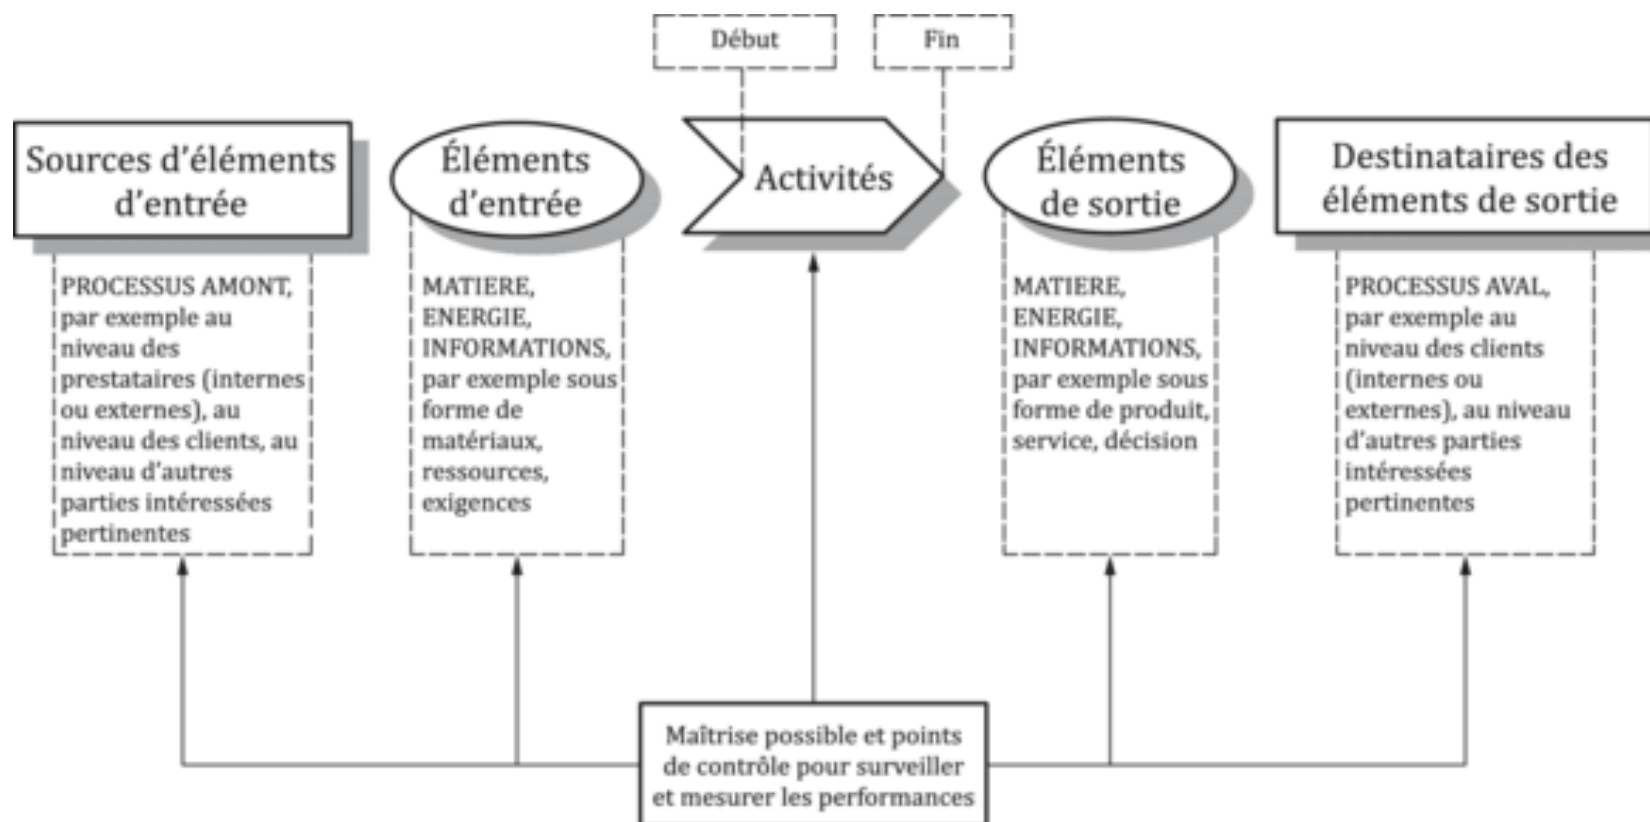 Début
Fin
Sources d'éléments
d'entrée
Éléments
d'entrée
Activités
Éléments
de sortie
Destinataires des
éléments de sortie
PROCESSUS AMONT,
par exemple au
niveau des
prestataires (internes
ou externes), au
niveau des clients, au
niveau d'autres
parties intéressées
pertinentes
MATIERE,
ENERGIE,
INFORMATIONS,
par exemple sous
forme de
matériaux,
ressources,
exigences
MATIERE,
ENERGIE,
INFORMATIONS,
par exemple sous
forme de produit,
service, décision
PROCESSUS AVAL,
par exemple au
niveau des clients
(internes ou
externes), au niveau
d'autres parties
intéressées
pertinentes
Maîtrise possible et points
de contrôle pour surveiller
et mesurer les performances